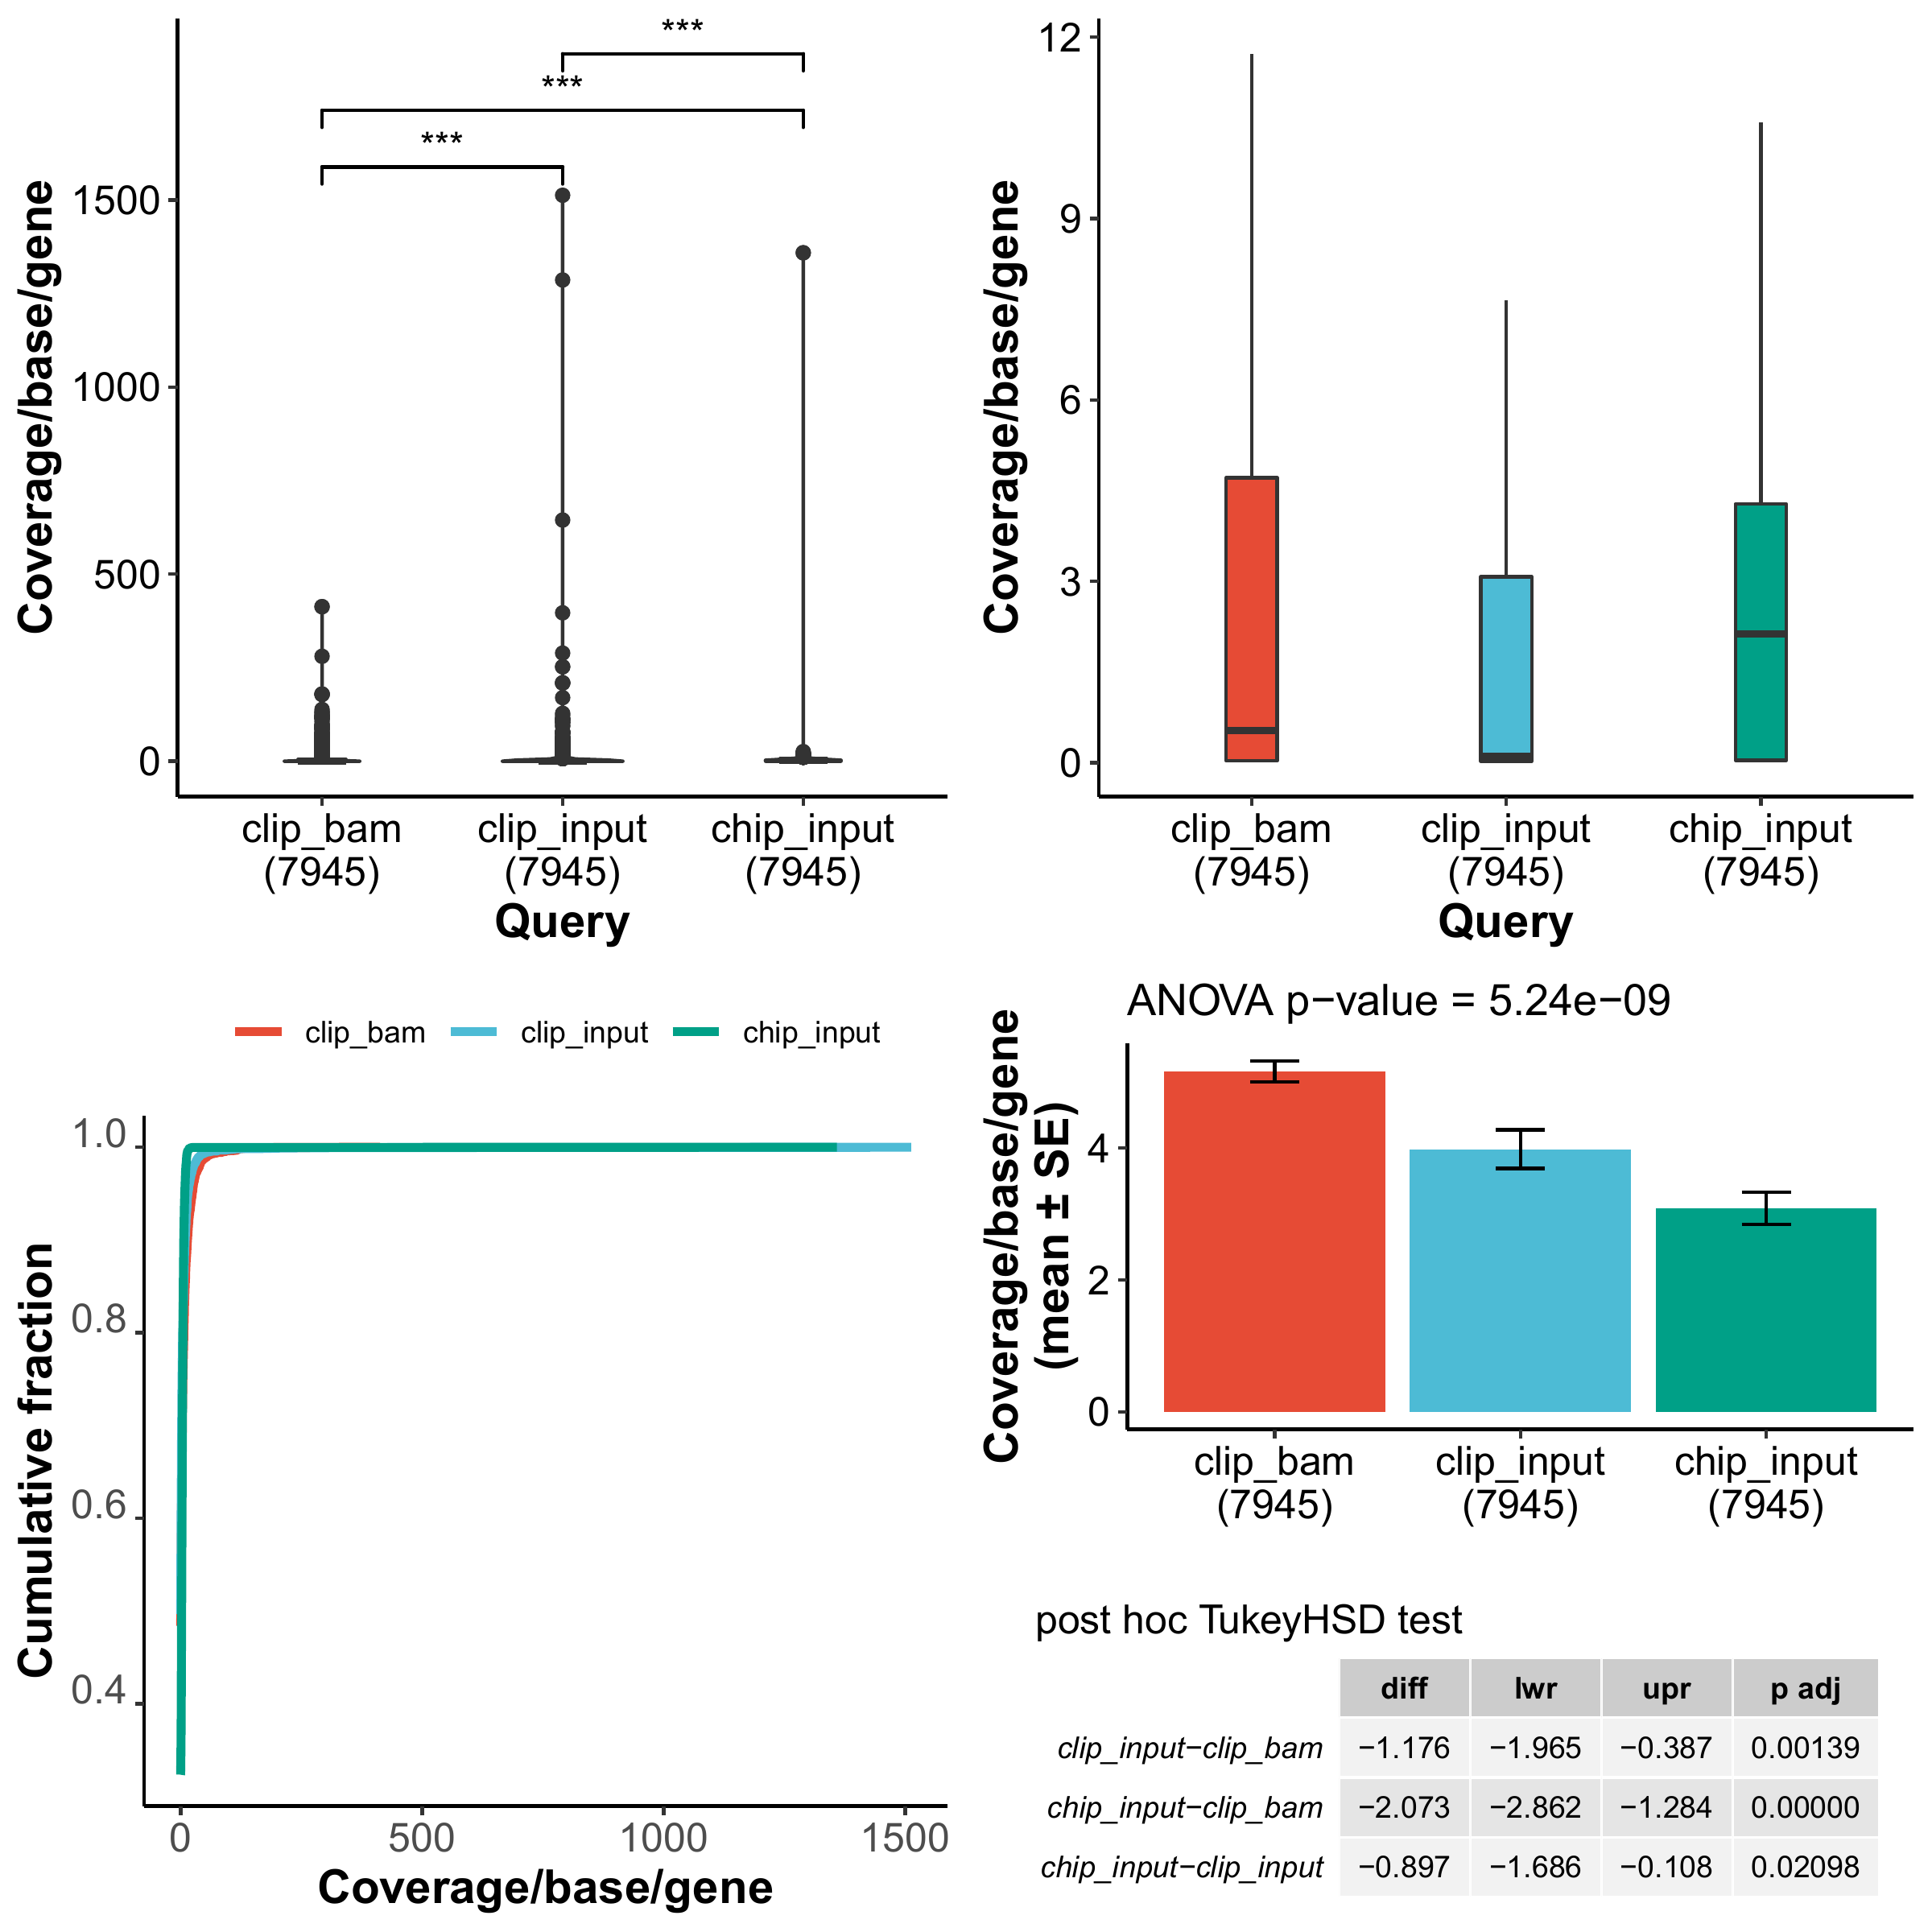 ***
***
***
Coverage/base/gene
1500
1000
500
0
clip_bam
(7945)
clip_input
(7945)
chip_input
(7945)
Query
Coverage/base/gene
12
9
6
3
0
clip_bam
(7945)
clip_input
(7945)
chip_input
(7945)
Query
clip_bam
clip_input
chip_input
Cumulative fraction
1.0
0.8
0.6
0.4
0
500
1000
1500
Coverage/base/gene
ANOVA p−value = 5.24e−09
Coverage/base/gene
(mean ± SE)
4
2
0
clip_bam
(7945)
clip_input
(7945)
chip_input
(7945)
post hoc TukeyHSD test
diff lwr upr p adj
clip_input−clip_bam −1.176 −1.965 −0.387 0.00139
chip_input−clip_bam −2.073 −2.862 −1.284 0.00000
chip_input−clip_input −0.897 −1.686 −0.108 0.02098